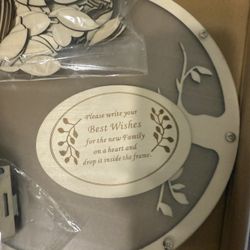 Please write your
Best Wishes
for the new Family
on a heart and
drop it inside the frame.